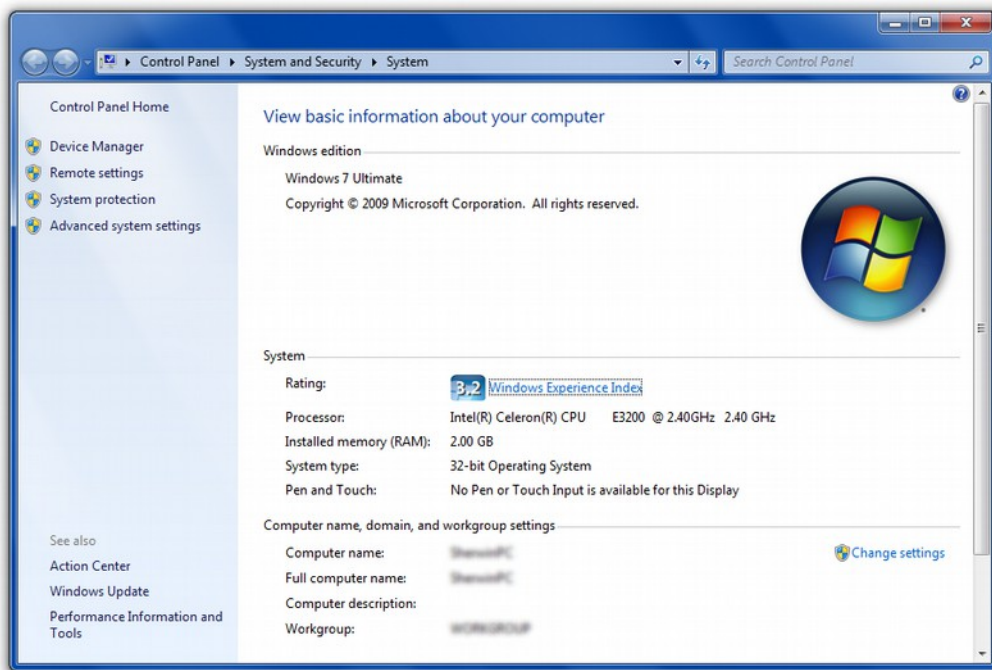 Control Panel ▸ System and Security ▸ System
Search Control Panel
Control Panel Home
Device Manager
Remote settings
System protection
Advanced system settings
See also
Action Center
Windows Update
Performance Information and
Tools
View basic information about your computer
Windows edition
Windows 7 Ultimate
Copyright © 2009 Microsoft Corporation. All rights reserved.
System
Rating: 3.2 Windows Experience Index
Processor: Intel(R) Celeron(R) CPU E3200 @ 2.40GHz 2.40 GHz
Installed memory (RAM): 2.00 GB
System type: 32-bit Operating System
Pen and Touch: No Pen or Touch Input is available for this Display
Computer name, domain, and workgroup settings
Computer name:
Change settings
Full computer name:
Computer description:
Workgroup: